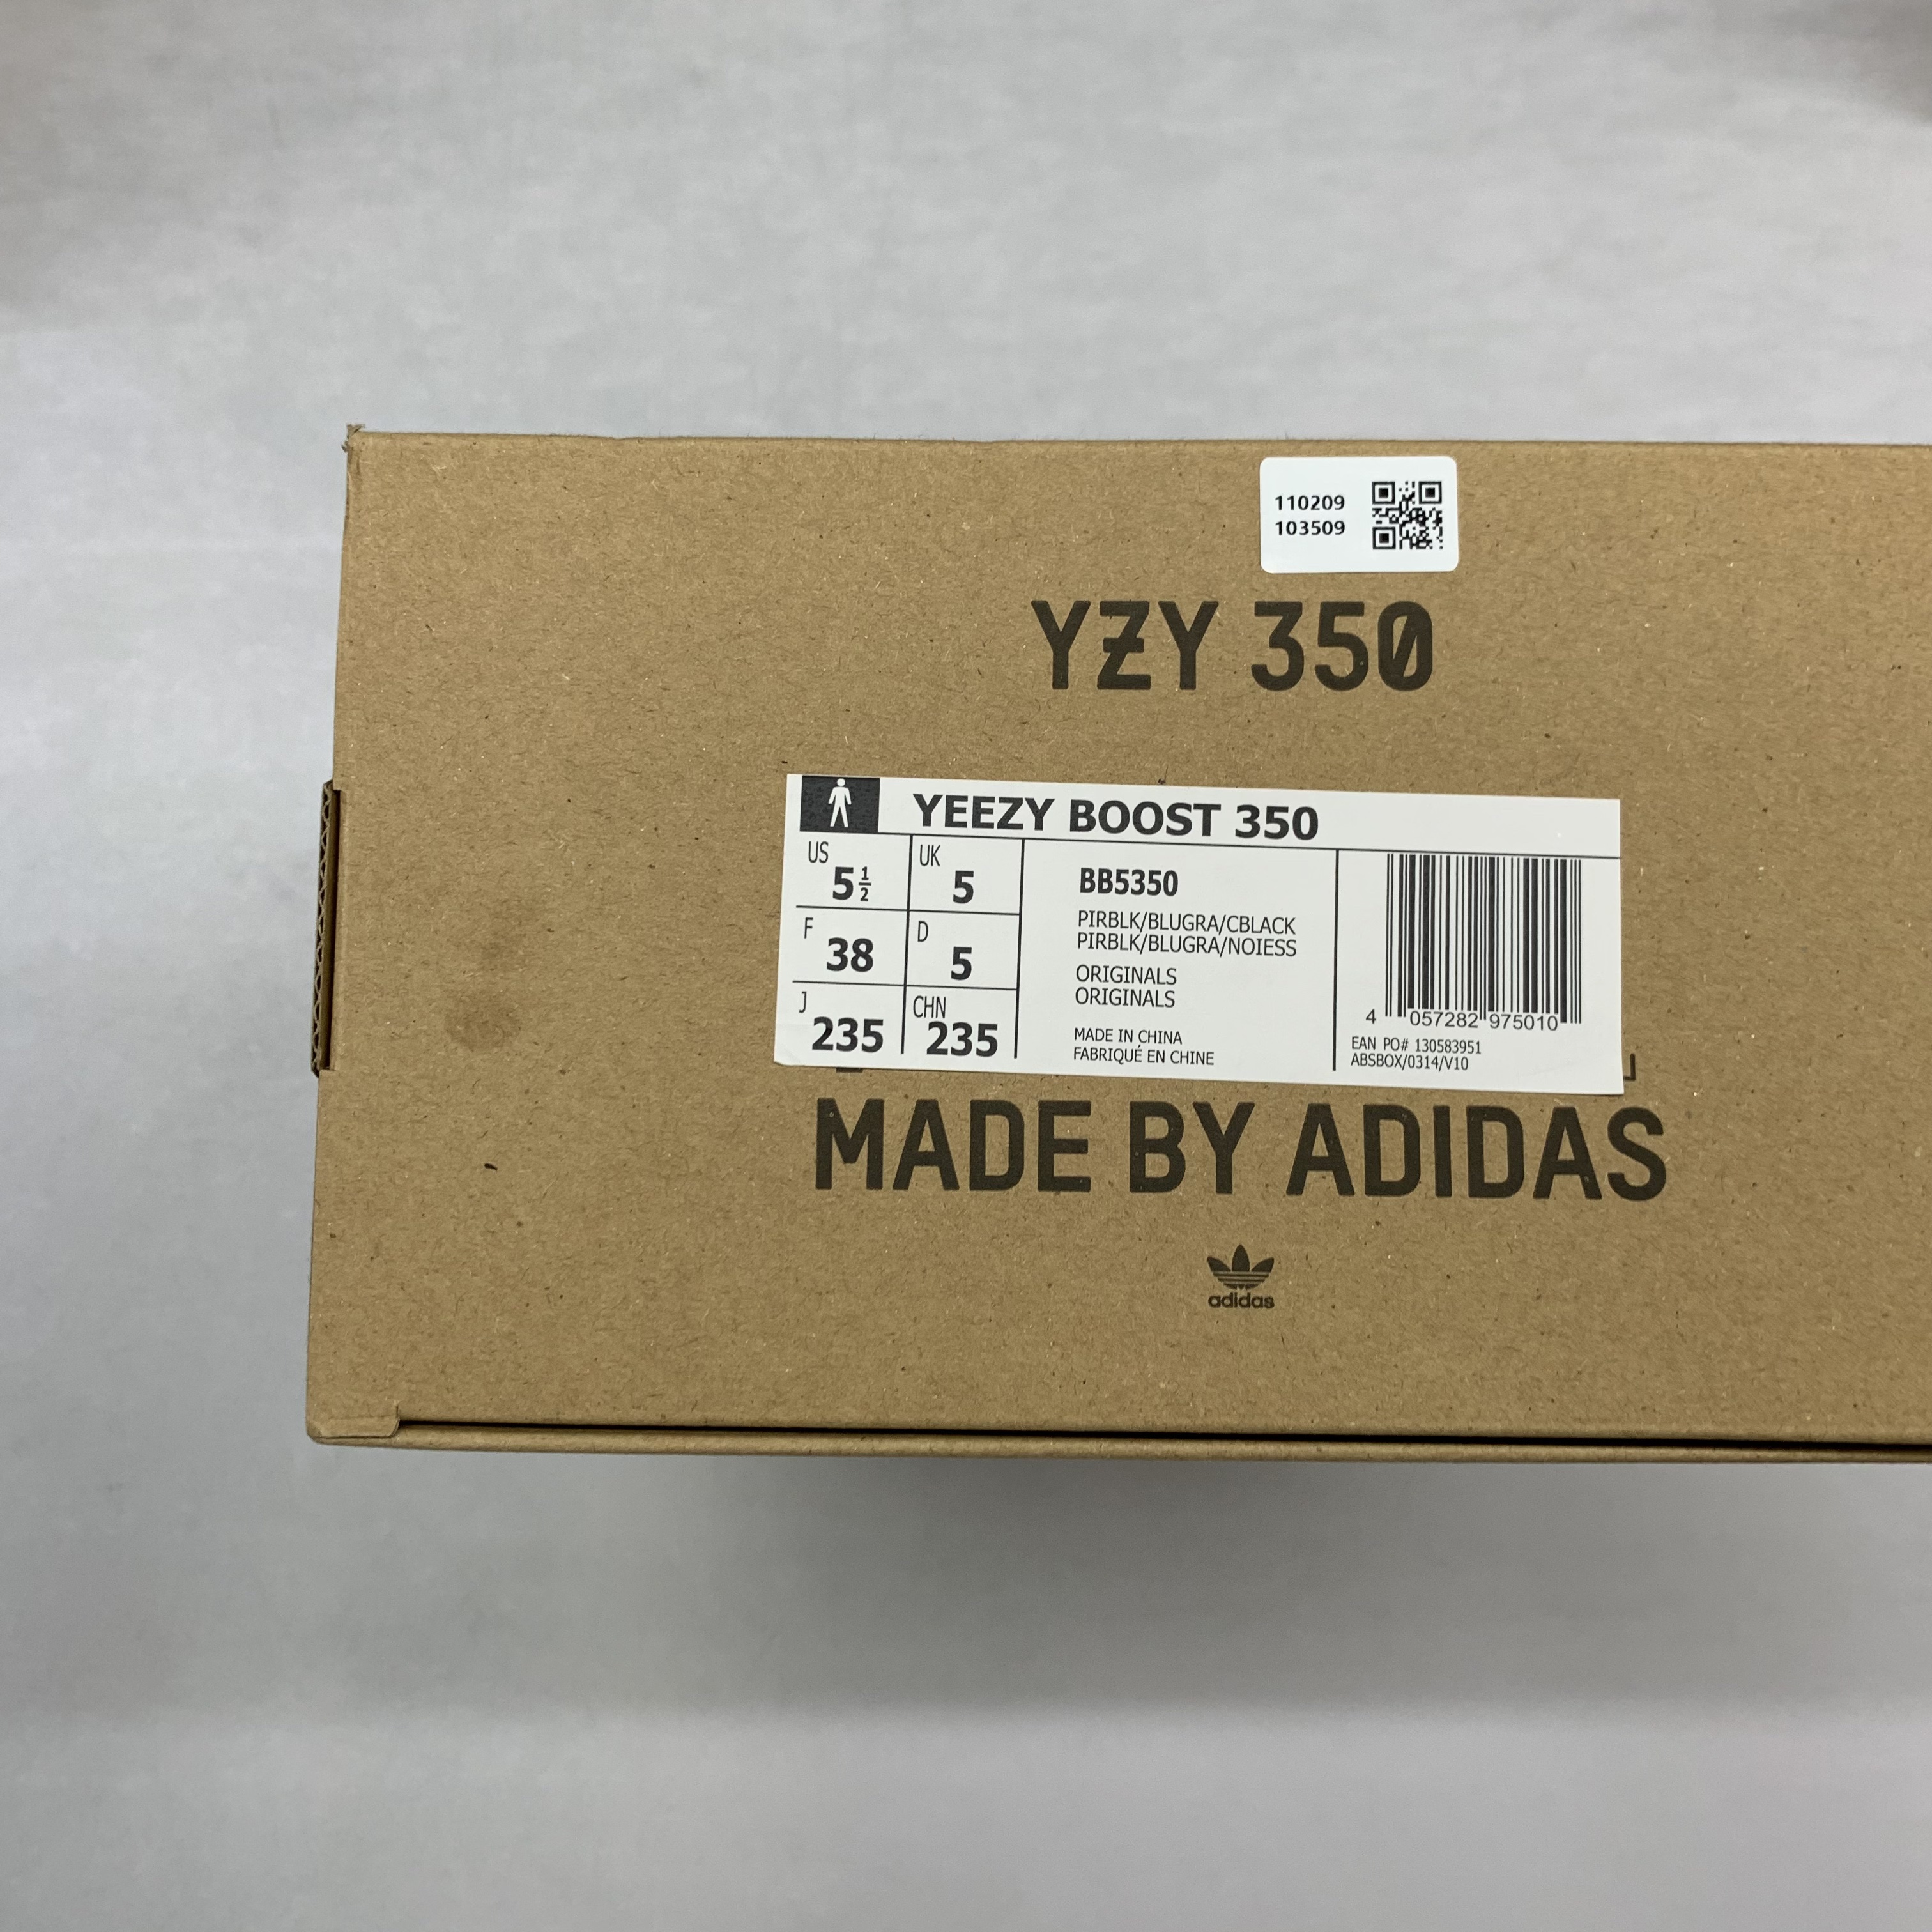 110209
103509
YZY 350
YEEZY BOOST 350
US 5½ UK 5
F 38 D 5
J 235 CHN 235
BB5350
PIRBLK/BLUGRA/CBLACK
PIRBLK/BLUGRA/NOIESS
ORIGINALS
ORIGINALS
MADE IN CHINA
FABRIQUÉ EN CHINE
4 057282 975010
EAN PO# 130583951
ABSBOX/0314/V10
MADE BY ADIDAS
adidas